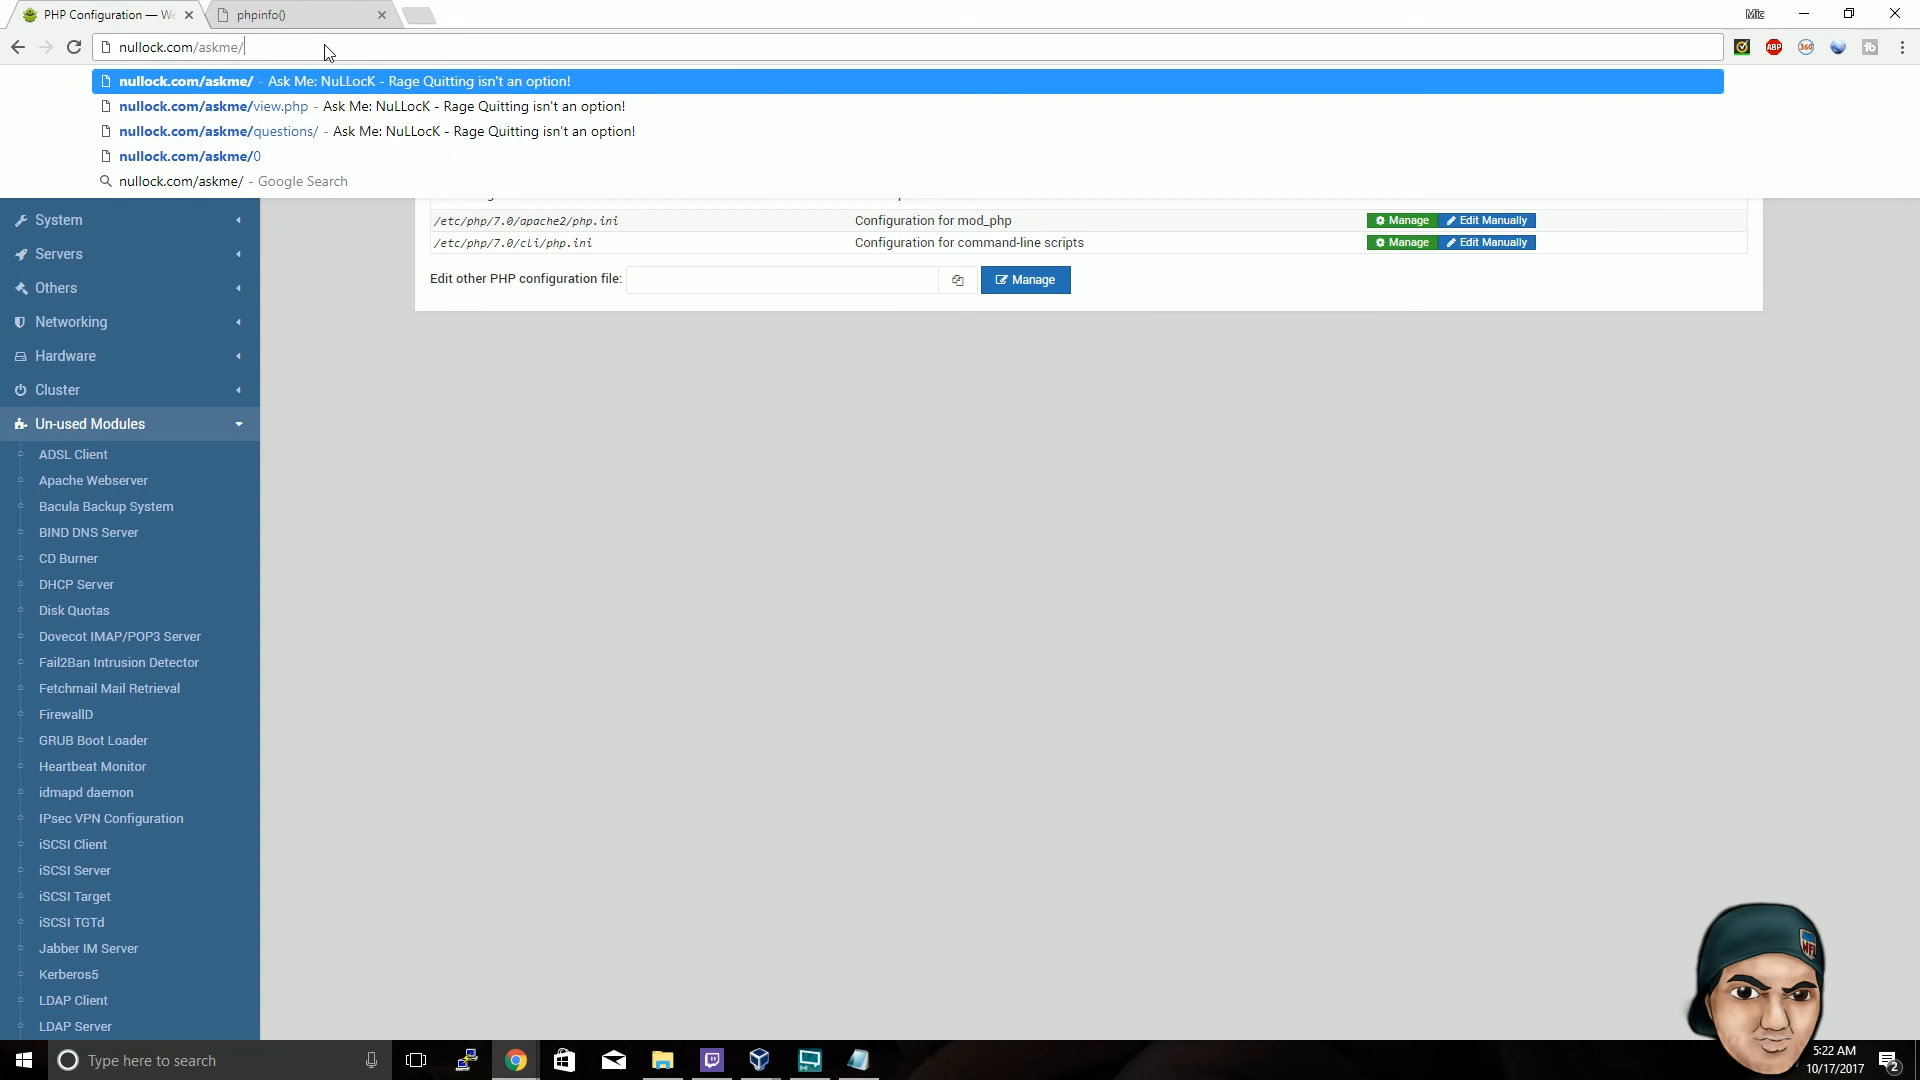 PHP Configuration — We
phpinfo()
Mic
nullock.com/askme/
nullock.com/askme/ - Ask Me: NuLLocK - Rage Quitting isn't an option!
nullock.com/askme/view.php - Ask Me: NuLLocK - Rage Quitting isn't an option!
nullock.com/askme/questions/ - Ask Me: NuLLocK - Rage Quitting isn't an option!
nullock.com/askme/0
nullock.com/askme/ - Google Search
ABP
360
tb
/etc/php/7.0/apache2/php.ini Configuration for mod_php Manage Edit Manually
/etc/php/7.0/cli/php.ini Configuration for command-line scripts Manage Edit Manually
Edit other PHP configuration file: Manage
System
Servers
Others
Networking
Hardware
Cluster
Un-used Modules
ADSL Client
Apache Webserver
Bacula Backup System
BIND DNS Server
CD Burner
DHCP Server
Disk Quotas
Dovecot IMAP/POP3 Server
Fail2Ban Intrusion Detector
Fetchmail Mail Retrieval
FirewallD
GRUB Boot Loader
Heartbeat Monitor
idmapd daemon
IPsec VPN Configuration
iSCSI Client
iSCSI Server
iSCSI Target
iSCSI TGTd
Jabber IM Server
Kerberos5
LDAP Client
LDAP Server
Type here to search
5:22 AM
10/17/2017
2